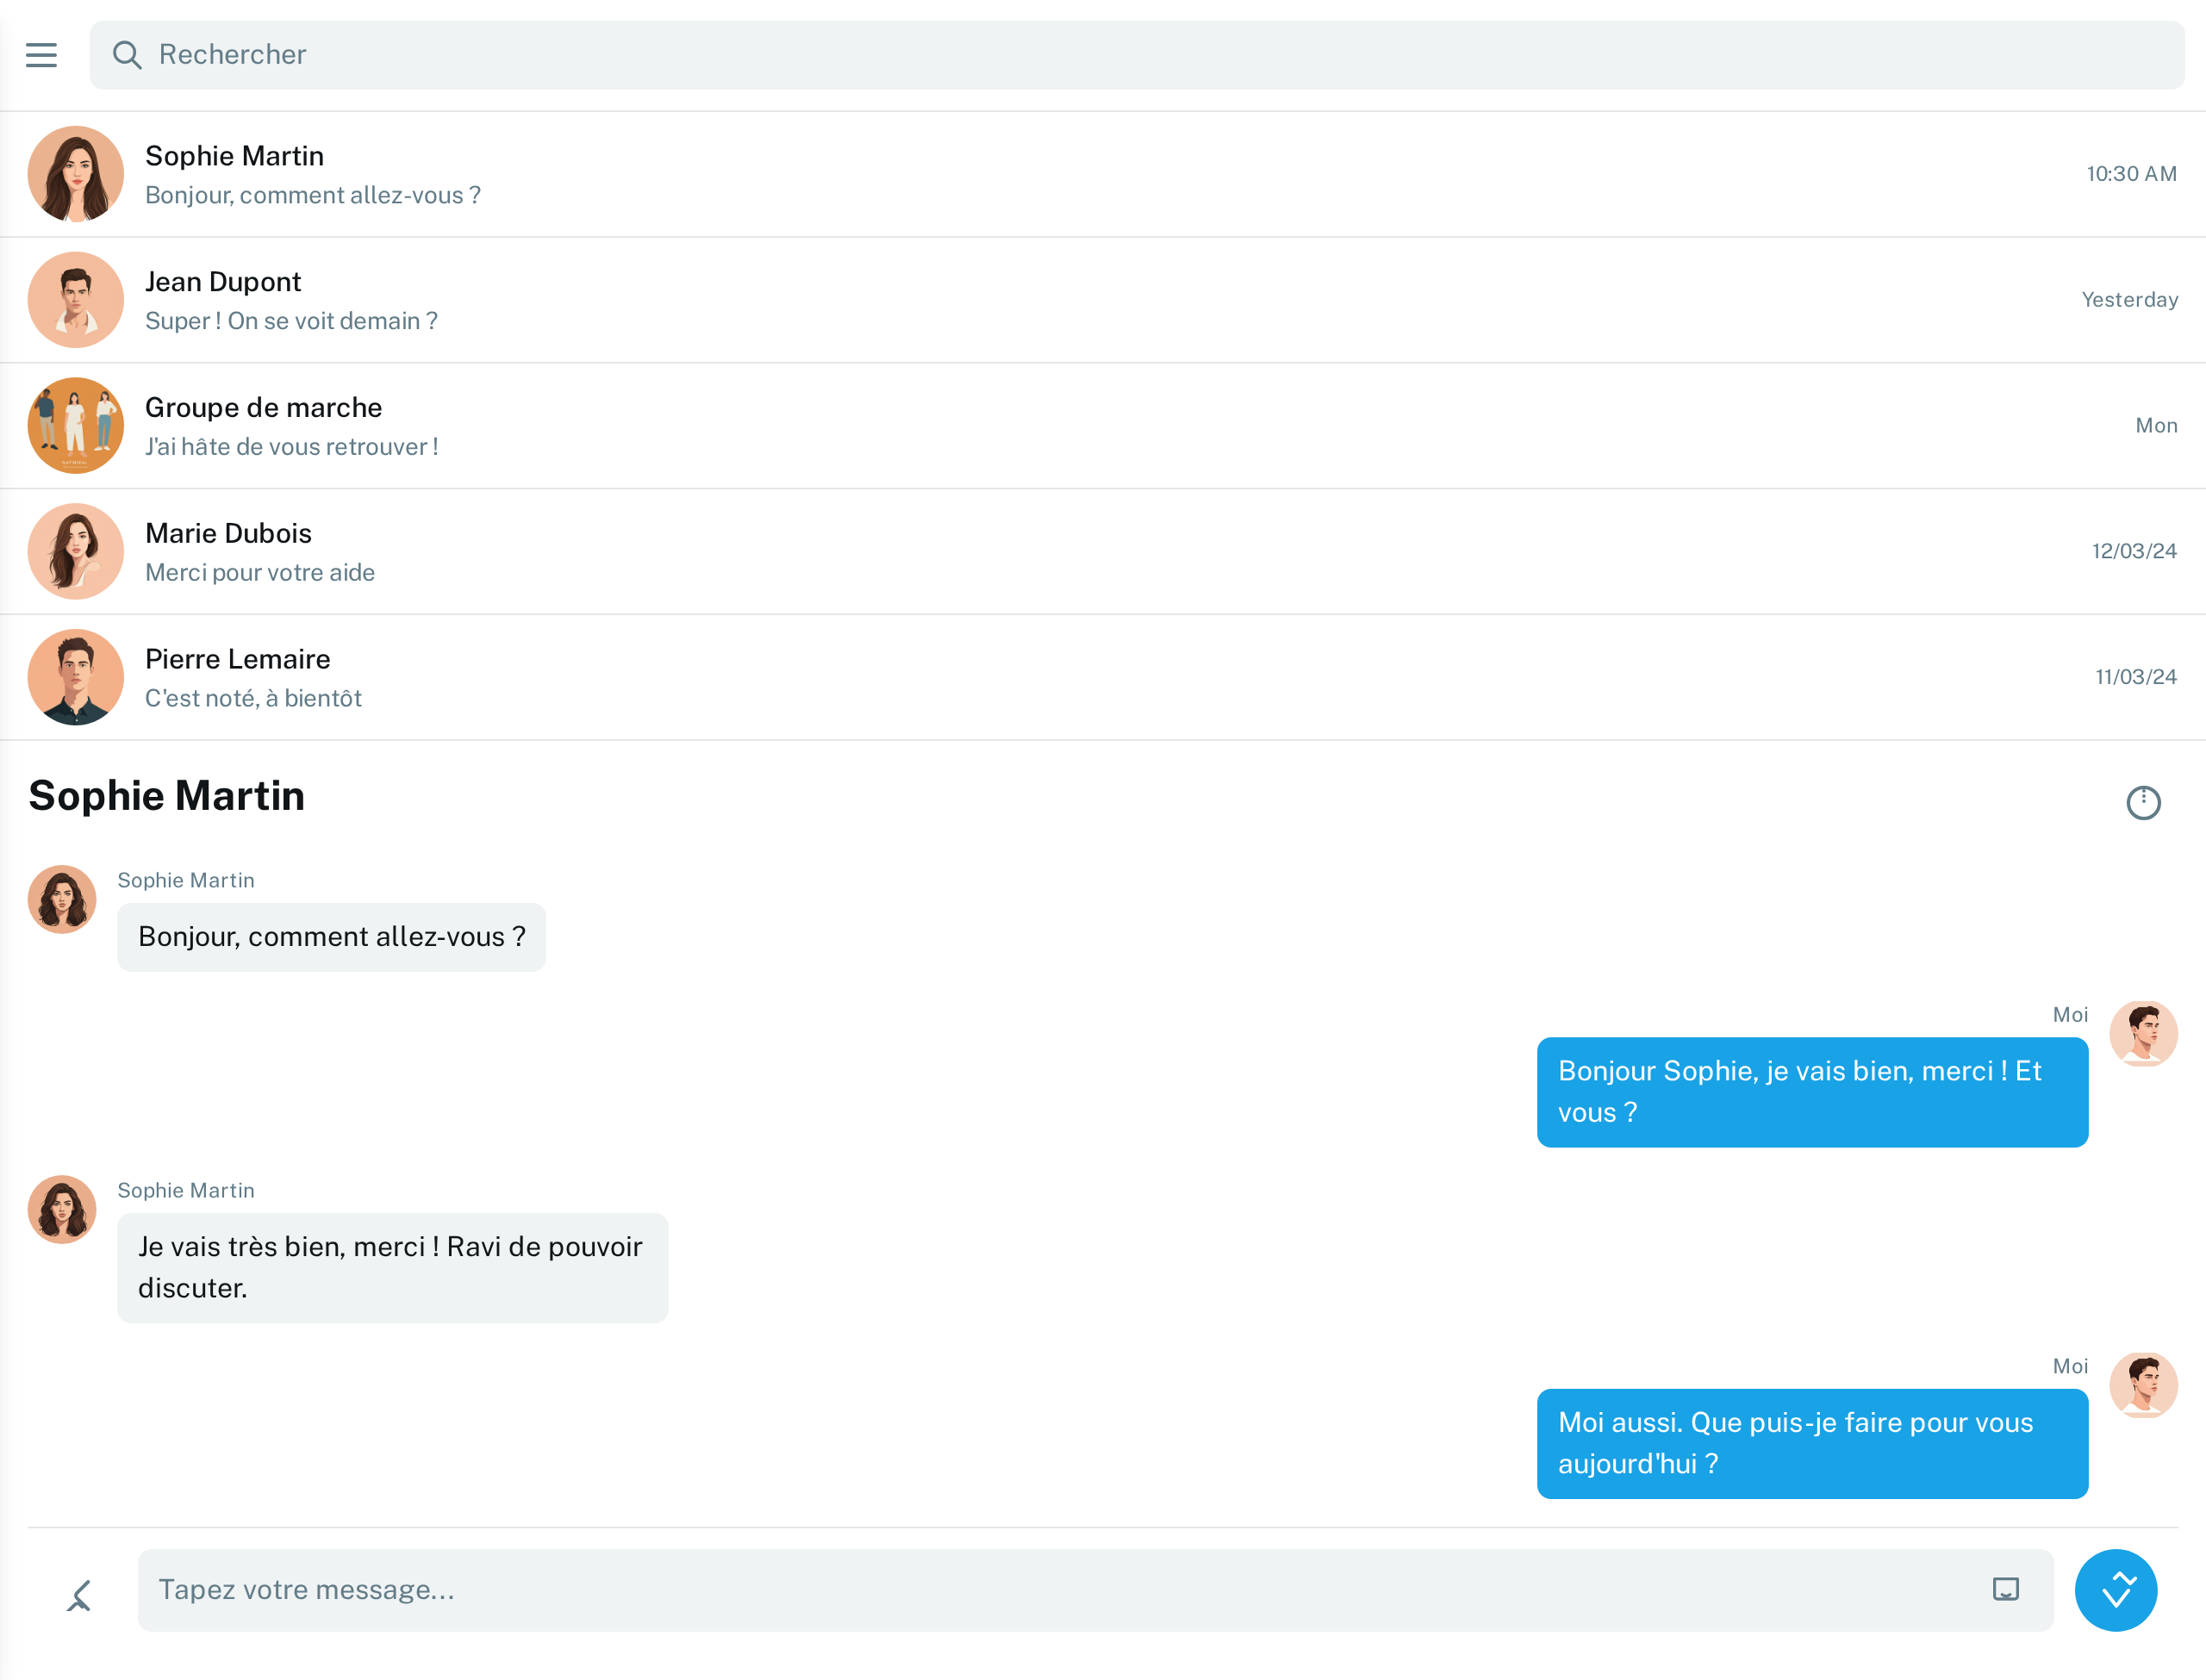 Rechercher
Sophie Martin
Bonjour, comment allez-vous ?
10:30 AM
Jean Dupont
Super ! On se voit demain ?
Yesterday
Groupe de marche
J'ai hâte de vous retrouver !
Mon
Marie Dubois
Merci pour votre aide
12/03/24
Pierre Lemaire
C'est noté, à bientôt
11/03/24
Sophie Martin
Sophie Martin
Bonjour, comment allez-vous ?
Moi
Bonjour Sophie, je vais bien, merci ! Et
vous ?
Sophie Martin
Je vais très bien, merci ! Ravi de pouvoir
discuter.
Moi
Moi aussi. Que puis-je faire pour vous
aujourd'hui ?
Tapez votre message...